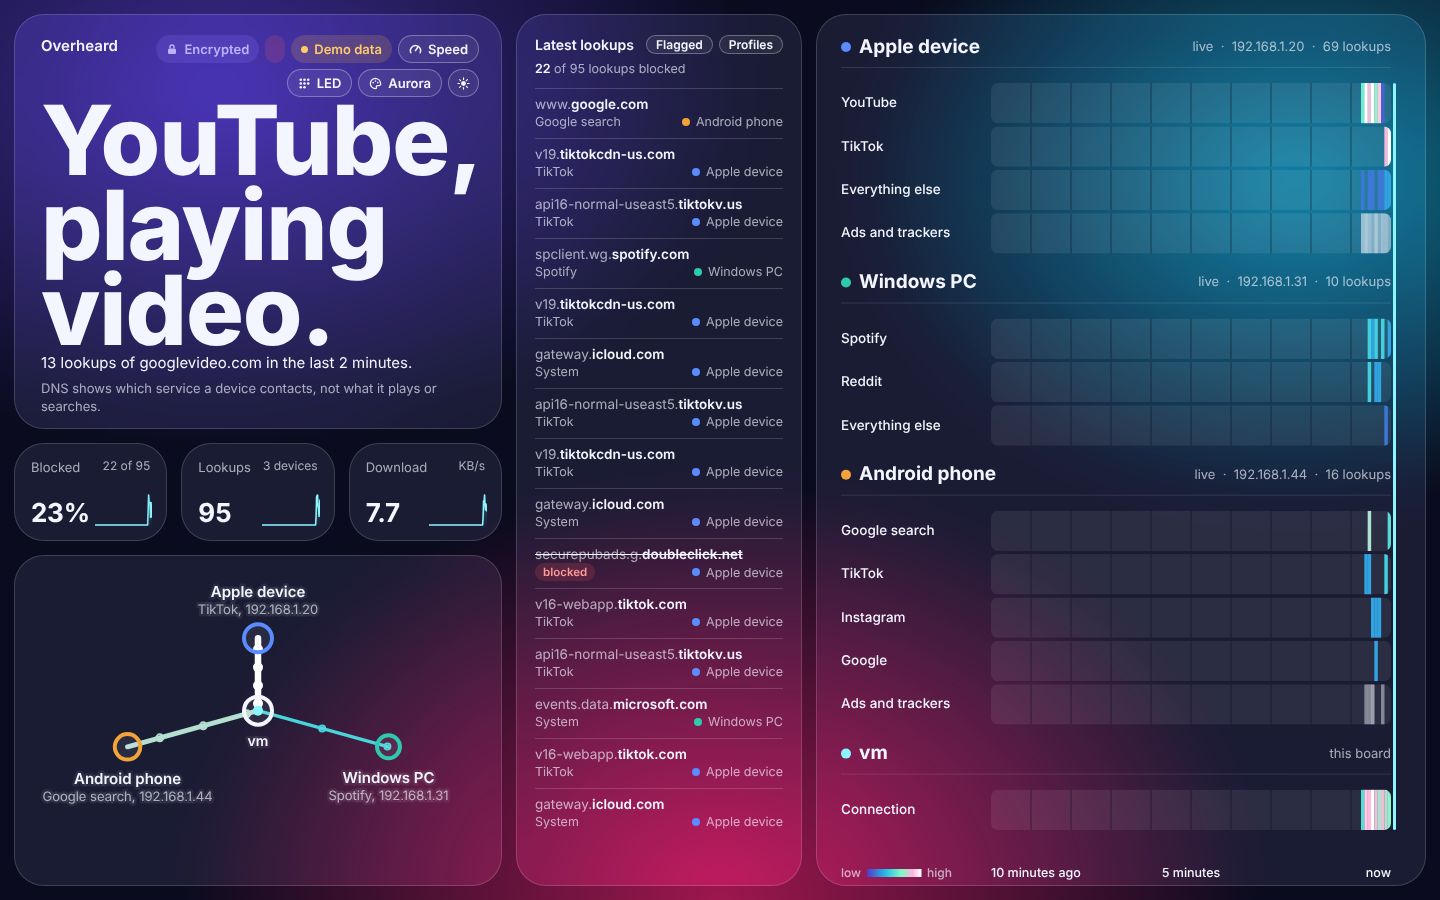 Overheard
Encrypted
Demo data
Speed
LED
Aurora
YouTube,
playing
video.
13 lookups of googlevideo.com in the last 2 minutes.
DNS shows which service a device contacts, not what it plays or
searches.
Blocked 22 of 95
23%
Lookups 3 devices
95
Download KB/s
7.7
Apple device
TikTok, 192.168.1.20
vm
Android phone
Google search, 192.168.1.44
Windows PC
Spotify, 192.168.1.31
Latest lookups Flagged Profiles
22 of 95 lookups blocked
www.google.com
Google search Android phone
v19.tiktokcdn-us.com
TikTok Apple device
api16-normal-useast5.tiktokv.us
TikTok Apple device
spclient.wg.spotify.com
Spotify Windows PC
v19.tiktokcdn-us.com
TikTok Apple device
gateway.icloud.com
System Apple device
api16-normal-useast5.tiktokv.us
TikTok Apple device
v19.tiktokcdn-us.com
TikTok Apple device
gateway.icloud.com
System Apple device
securepubads.g.doubleclick.net
blocked Apple device
v16-webapp.tiktok.com
TikTok Apple device
api16-normal-useast5.tiktokv.us
TikTok Apple device
events.data.microsoft.com
System Windows PC
v16-webapp.tiktok.com
TikTok Apple device
gateway.icloud.com
System Apple device
Apple device live · 192.168.1.20 · 69 lookups
YouTube
TikTok
Everything else
Ads and trackers
Windows PC live · 192.168.1.31 · 10 lookups
Spotify
Reddit
Everything else
Android phone live · 192.168.1.44 · 16 lookups
Google search
TikTok
Instagram
Google
Ads and trackers
vm this board
Connection
low high 10 minutes ago 5 minutes now